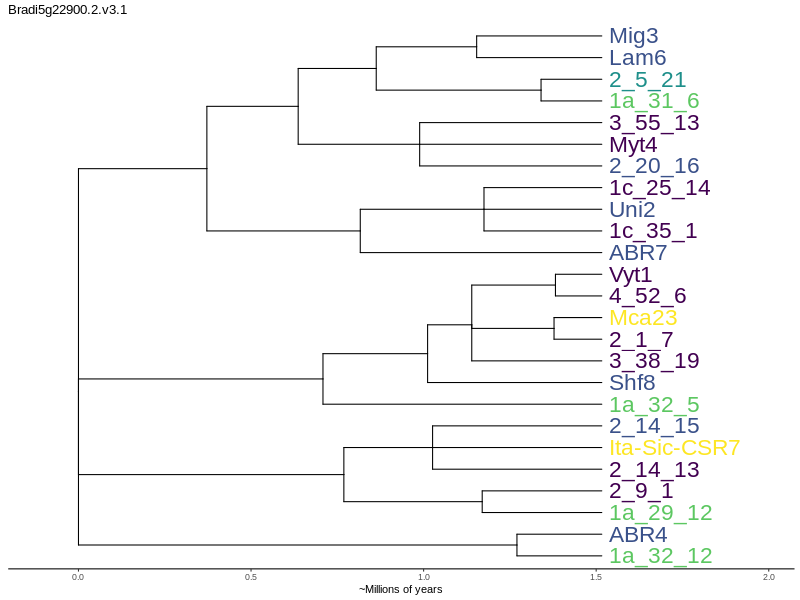 Bradi5g22900.2.v3.1
Mig3
Lam6
2_5_21
1a_31_6
3_55_13
Myt4
2_20_16
1c_25_14
Uni2
1c_35_1
ABR7
Vyt1
4_52_6
Mca23
2_1_7
3_38_19
Shf8
1a_32_5
2_14_15
Ita-Sic-CSR7
2_14_13
2_9_1
1a_29_12
ABR4
1a_32_12
0.0 0.5 1.0 1.5 2.0
~Millions of years